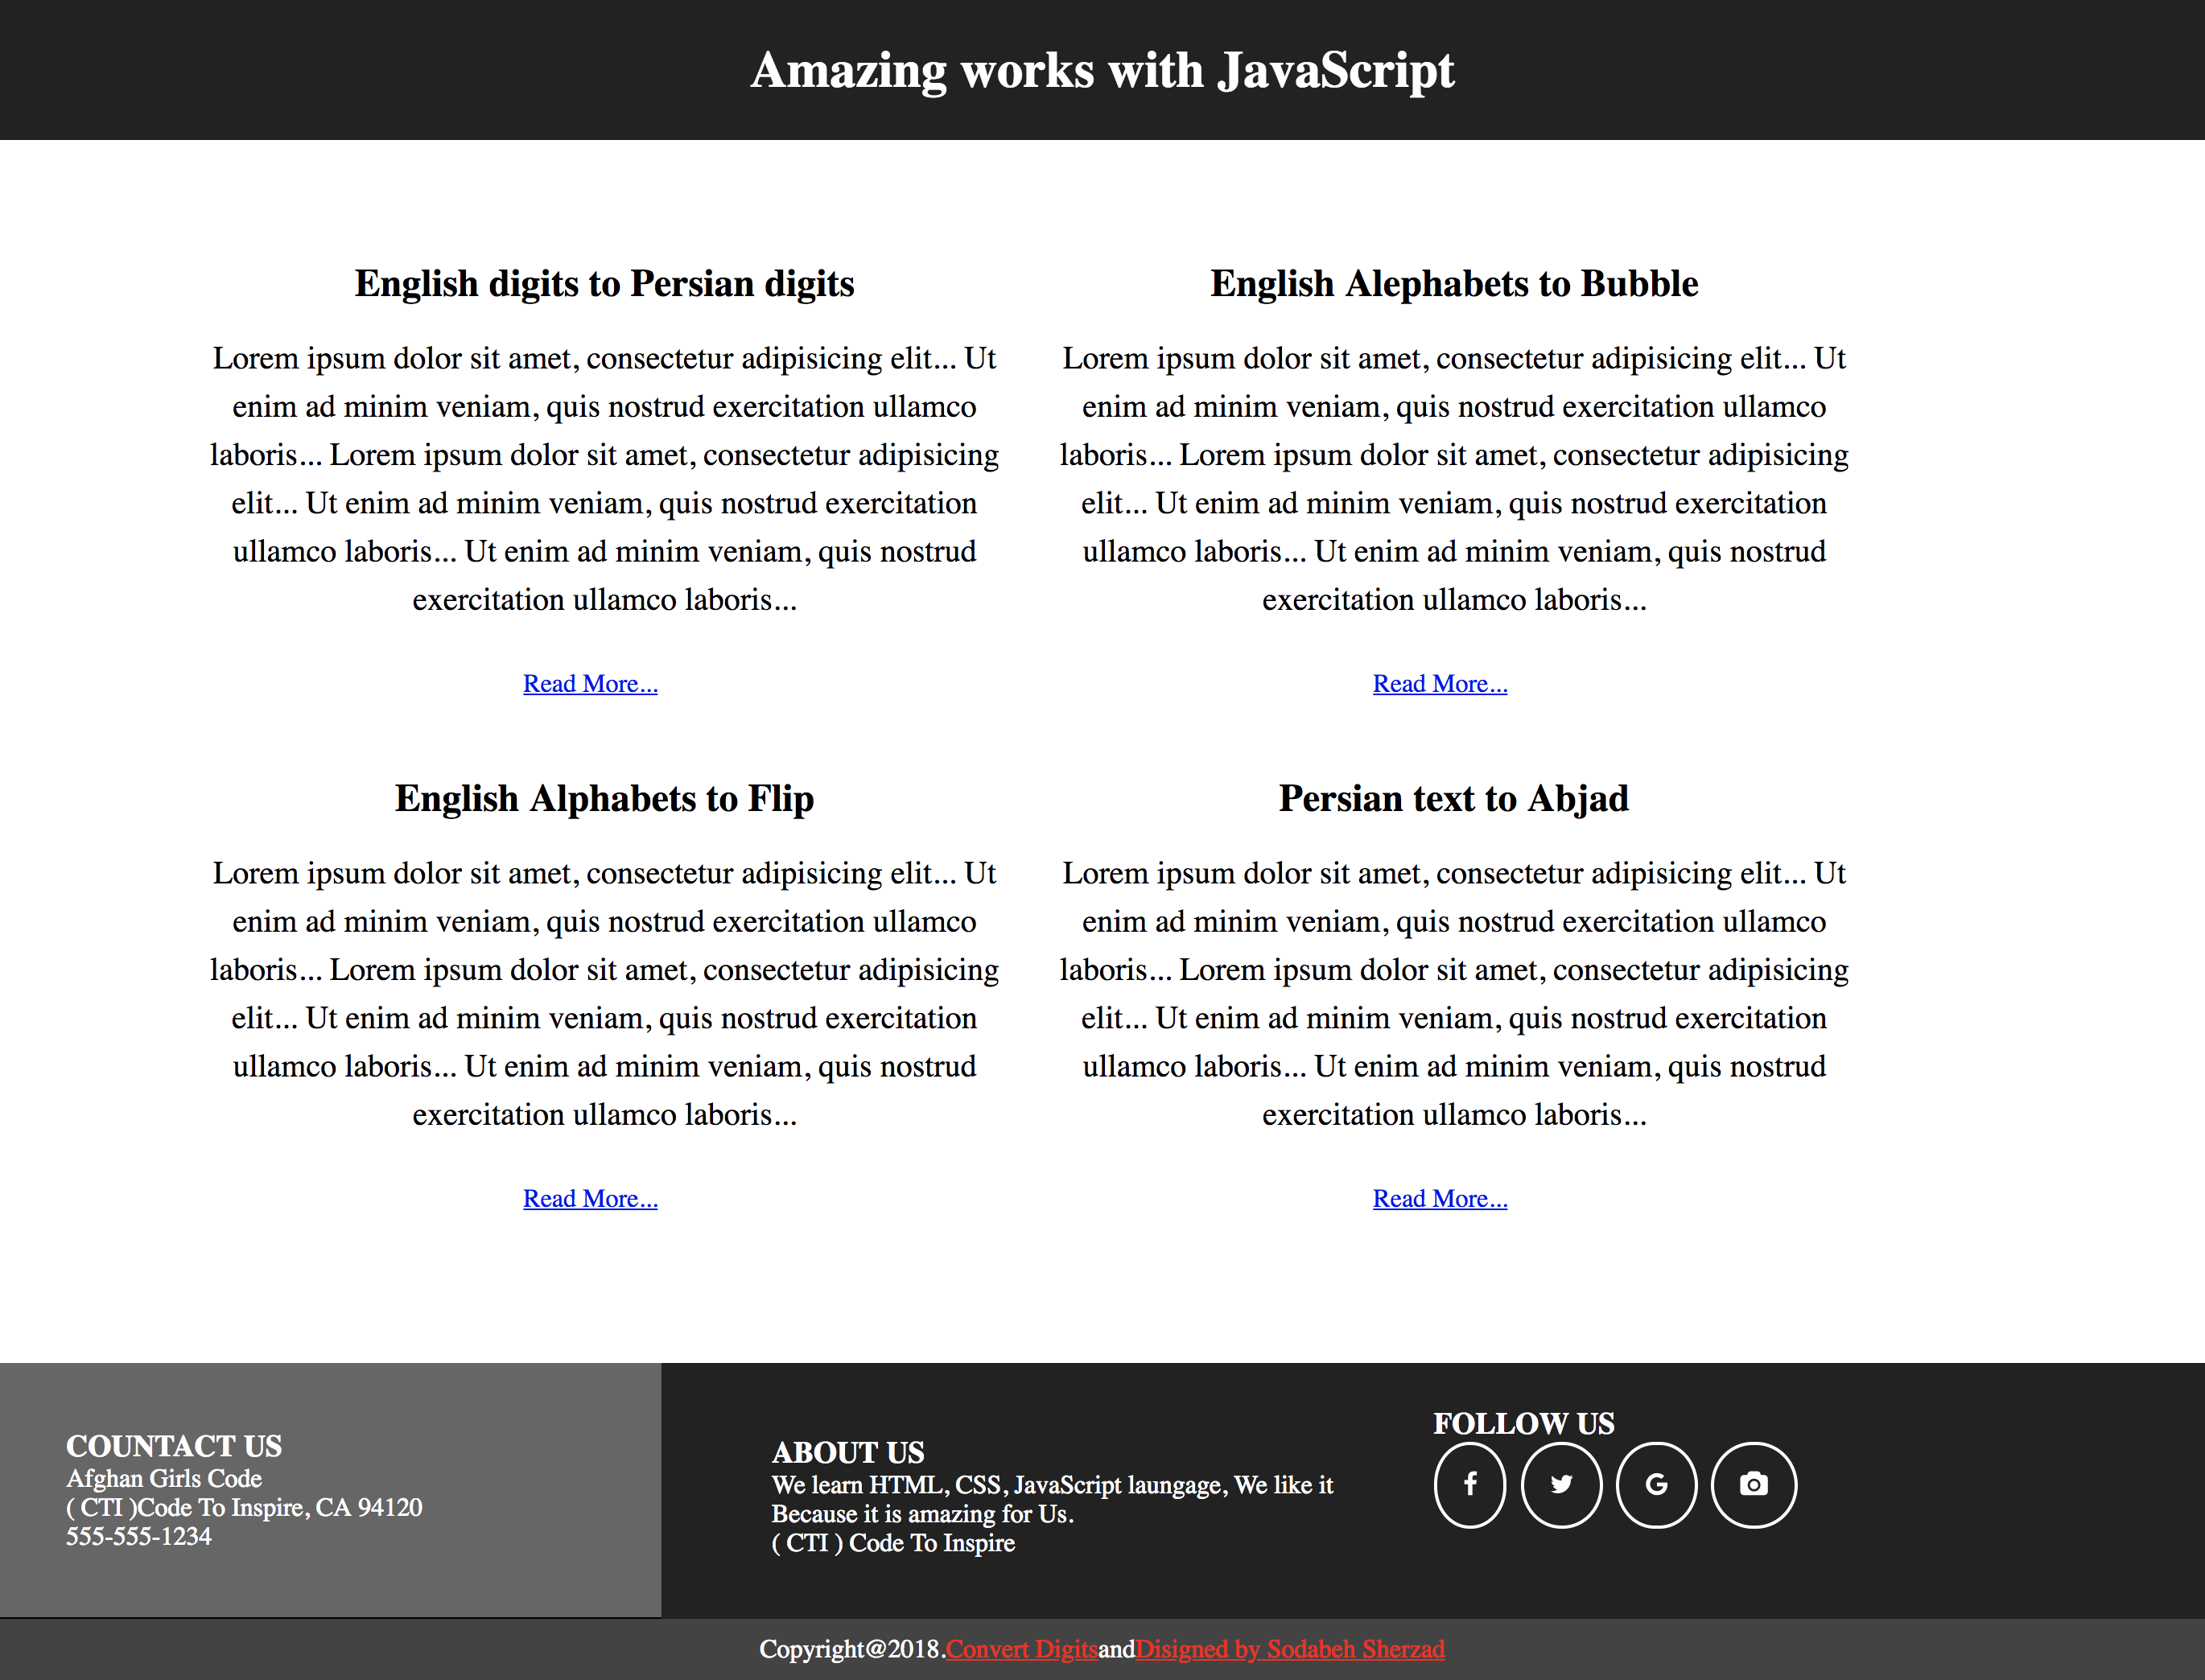 Amazing works with JavaScript
English digits to Persian digits
Lorem ipsum dolor sit amet, consectetur adipisicing elit... Ut
enim ad minim veniam, quis nostrud exercitation ullamco
laboris... Lorem ipsum dolor sit amet, consectetur adipisicing
elit... Ut enim ad minim veniam, quis nostrud exercitation
ullamco laboris... Ut enim ad minim veniam, quis nostrud
exercitation ullamco laboris...
Read More...
English Alephabets to Bubble
Lorem ipsum dolor sit amet, consectetur adipisicing elit... Ut
enim ad minim veniam, quis nostrud exercitation ullamco
laboris... Lorem ipsum dolor sit amet, consectetur adipisicing
elit... Ut enim ad minim veniam, quis nostrud exercitation
ullamco laboris... Ut enim ad minim veniam, quis nostrud
exercitation ullamco laboris...
Read More...
English Alphabets to Flip
Lorem ipsum dolor sit amet, consectetur adipisicing elit... Ut
enim ad minim veniam, quis nostrud exercitation ullamco
laboris... Lorem ipsum dolor sit amet, consectetur adipisicing
elit... Ut enim ad minim veniam, quis nostrud exercitation
ullamco laboris... Ut enim ad minim veniam, quis nostrud
exercitation ullamco laboris...
Read More...
Persian text to Abjad
Lorem ipsum dolor sit amet, consectetur adipisicing elit... Ut
enim ad minim veniam, quis nostrud exercitation ullamco
laboris... Lorem ipsum dolor sit amet, consectetur adipisicing
elit... Ut enim ad minim veniam, quis nostrud exercitation
ullamco laboris... Ut enim ad minim veniam, quis nostrud
exercitation ullamco laboris...
Read More...
COUNTACT US
Afghan Girls Code
( CTI )Code To Inspire, CA 94120
555-555-1234
ABOUT US
We learn HTML, CSS, JavaScript laungage, We like it
Because it is amazing for Us.
( CTI ) Code To Inspire
FOLLOW US
Copyright@2018.Convert DigitsandDisigned by Sodabeh Sherzad